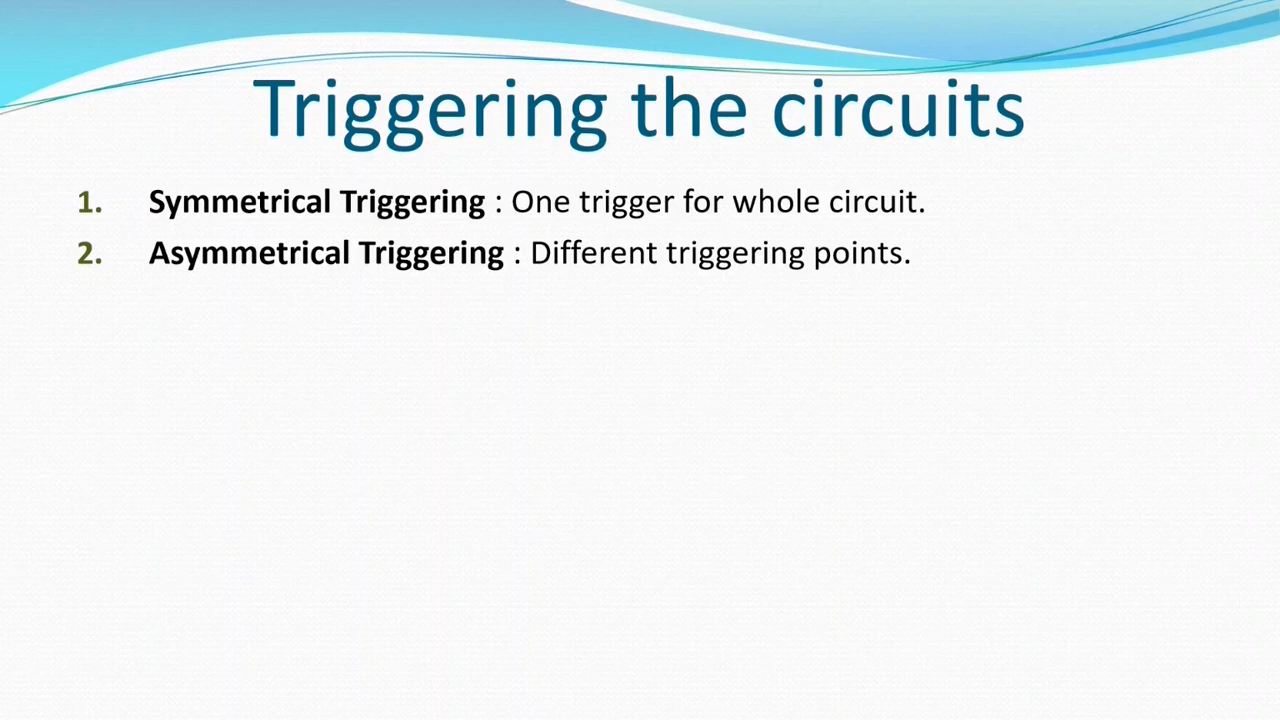 Triggering the circuits
1. Symmetrical Triggering : One trigger for whole circuit.
2. Asymmetrical Triggering : Different triggering points.